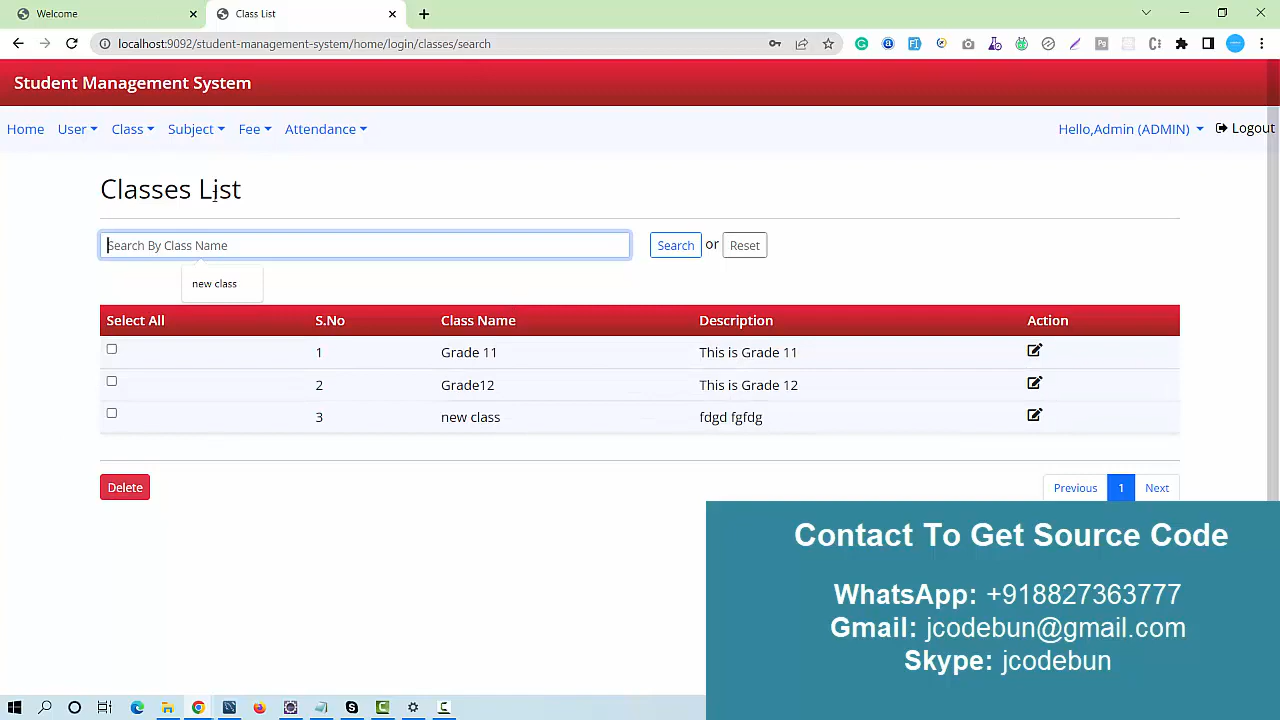 Welcome
Class List
localhost:9092/student-management-system/home/login/classes/search
Student Management System
Home User Class Subject Fee Attendance Hello,Admin (ADMIN) Logout
Classes List
Search By Class Name Search or Reset
new class
Select All S.No Class Name Description Action
1 Grade 11 This is Grade 11
2 Grade12 This is Grade 12
3 new class fdgd fgfdg
Delete Previous 1 Next
Contact To Get Source Code
WhatsApp: +918827363777
Gmail: jcodebun@gmail.com
Skype: jcodebun